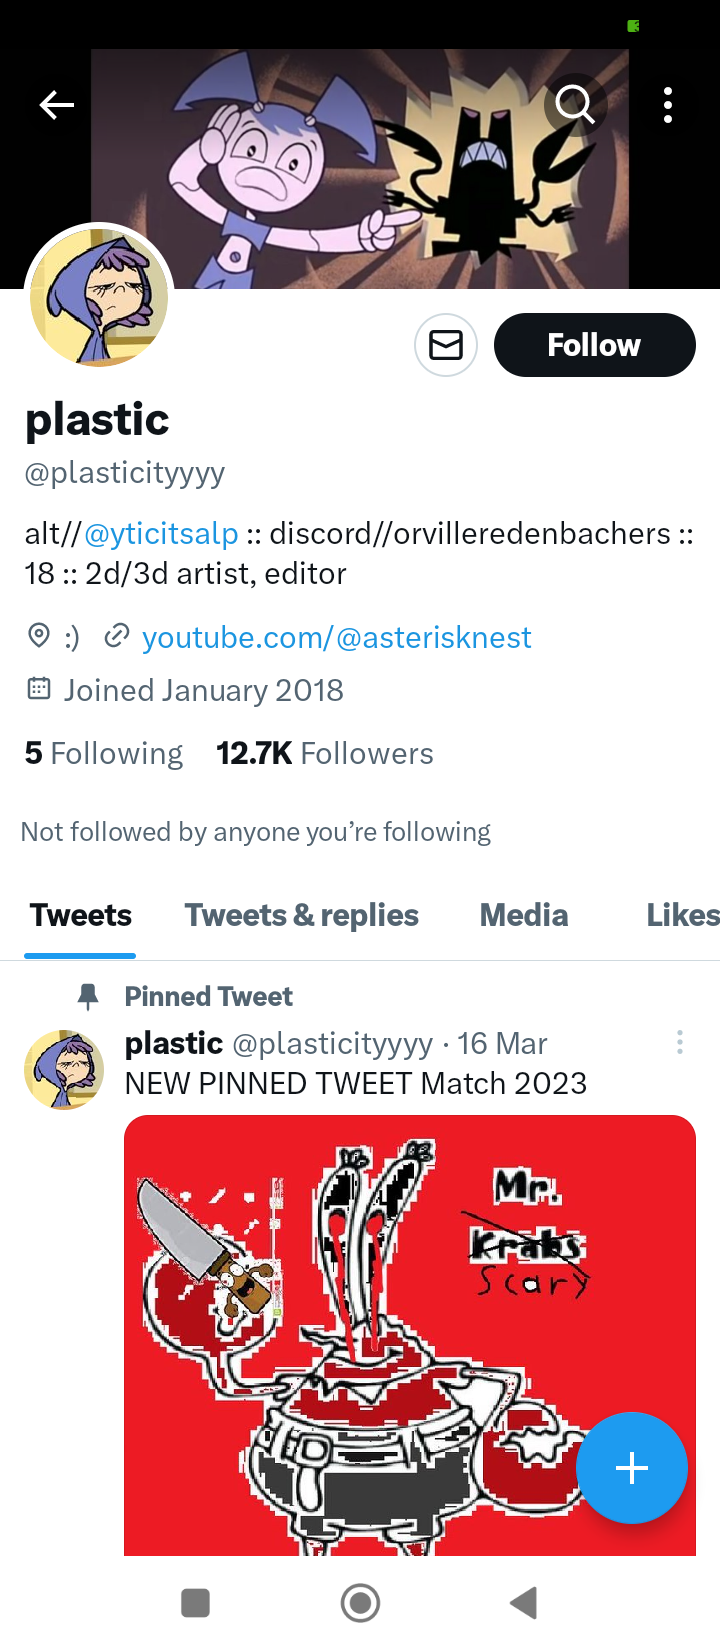 Follow
plastic
@plasticityyyy
alt//@yticitsalp :: discord//orvilleredenbachers ::
18 :: 2d/3d artist, editor
:) youtube.com/@asterisknest
Joined January 2018
5 Following 12.7K Followers
Not followed by anyone you’re following
Tweets Tweets & replies Media Likes
Pinned Tweet
plastic @plasticityyyy · 16 Mar
NEW PINNED TWEET Match 2023
Mr.
Krabs
Scary